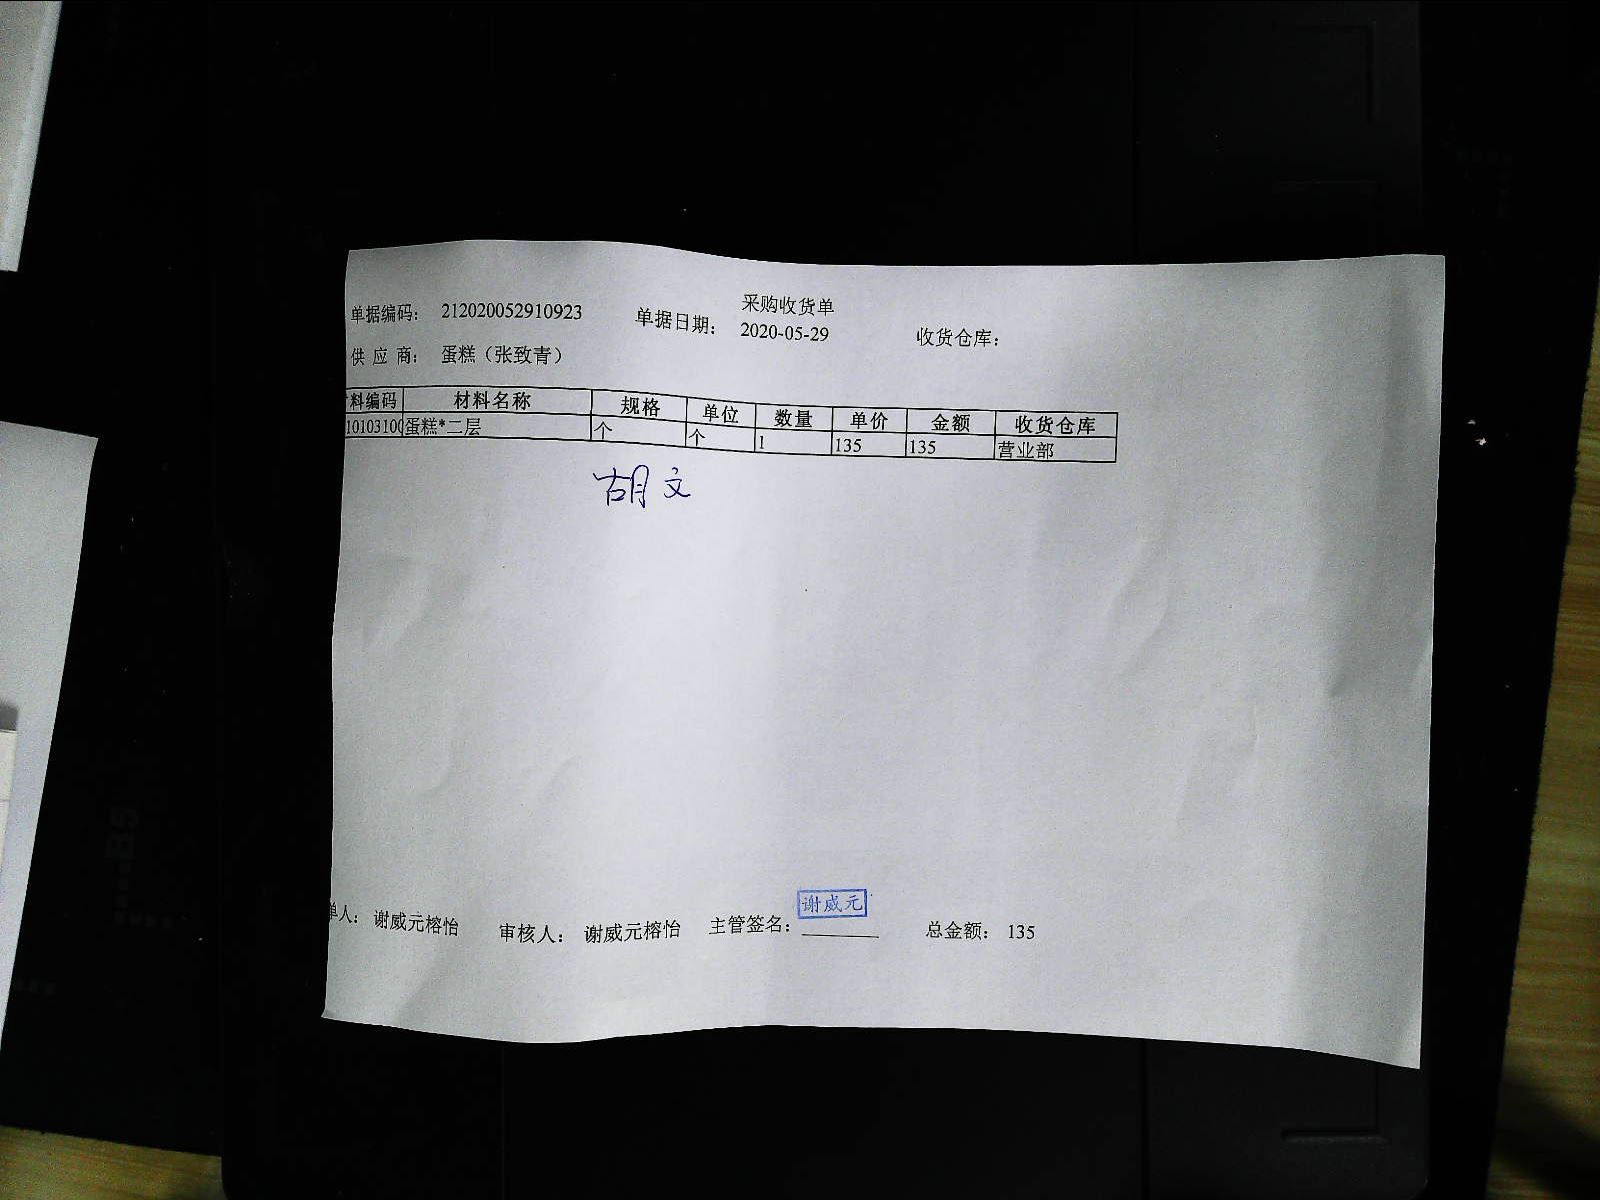 采购收货单
单据编码： 212020052910923 单据日期： 2020-05-29 收货仓库：
供 应 商： 蛋糕（张致青）
料编码 材料名称 规格 单位 数量 单价 金额 收货仓库
1010310 蛋糕*二层 个 个 1 135 135 营业部
胡文
谢威元
单人： 谢威元榕怡 审核人： 谢威元榕怡 主管签名： 总金额： 135